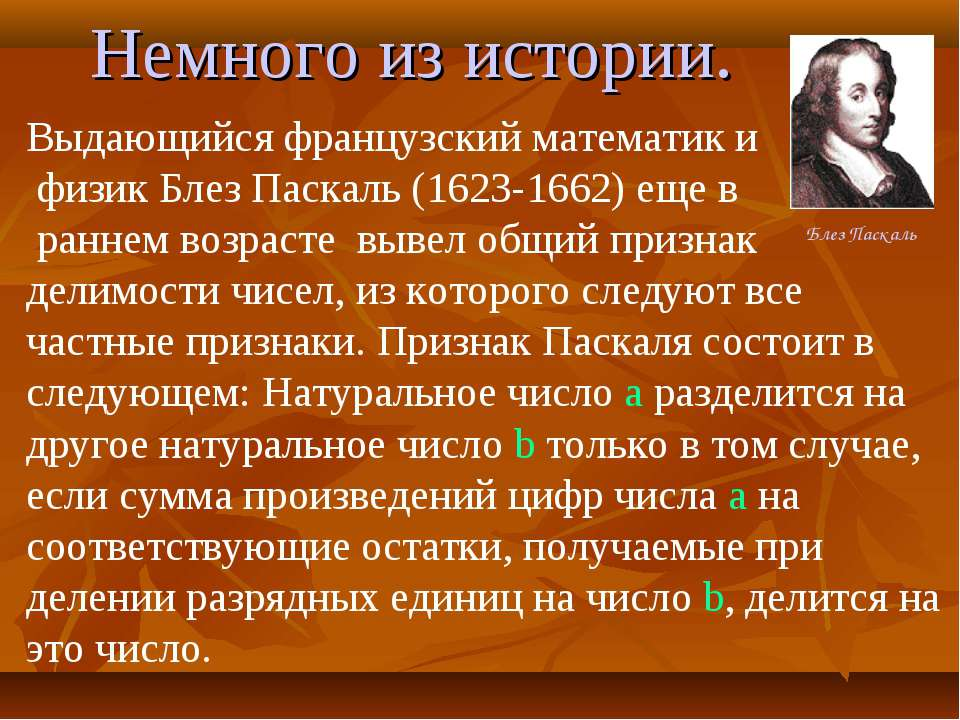 Немного из истории.
Выдающийся французский математик и
физик Блез Паскаль (1623-1662) еще в
раннем возрасте вывел общий признак
Блез Паскаль
делимости чисел, из которого следуют все
частные признаки. Признак Паскаля состоит в
следующем: Натуральное число a разделится на
другое натуральное число b только в том случае,
если сумма произведений цифр числа a на
соответствующие остатки, получаемые при
делении разрядных единиц на число b, делится на
это число.